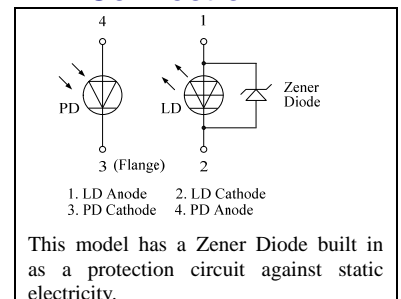 4 1
PD LD Zener
Diode
3 (Flange) 2
1. LD Anode 2. LD Cathode
3. PD Cathode 4. PD Anode
This model has a Zener Diode built in
as a protection circuit against static
electricity.